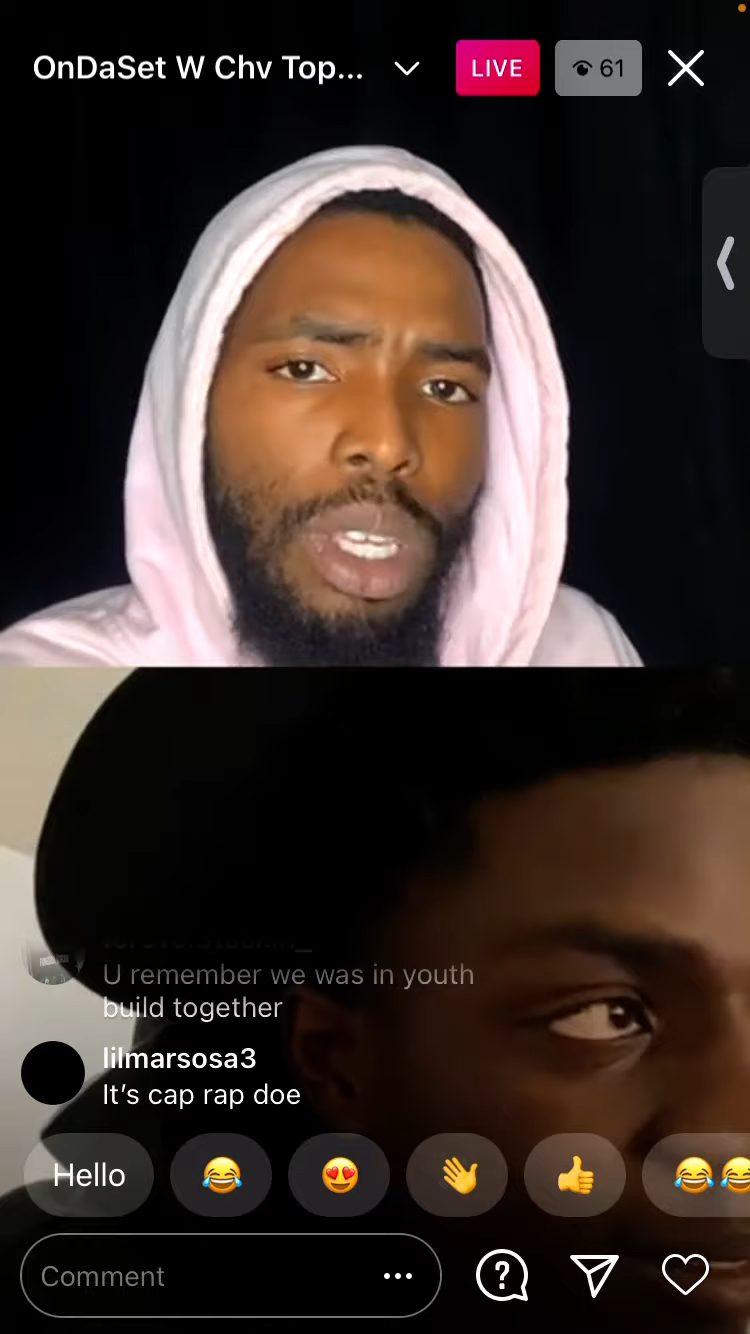 OnDaSet W Chv Top...
LIVE
61
U remember we was in youth
build together
lilmarsosa3
It's cap rap doe
Hello
Comment